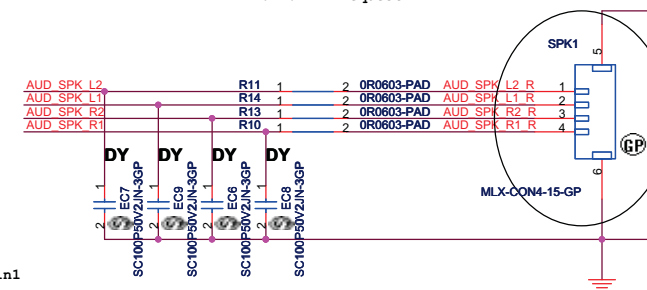 SPK1
5
AUD_SPK_L2 R11 1 2 0R0603-PAD AUD_SPK_L2_R 1
AUD_SPK_L1 R14 1 2 0R0603-PAD AUD_SPK_L1_R 2
AUD_SPK_R2 R13 1 2 0R0603-PAD AUD_SPK_R2_R 3
AUD_SPK_R1 R10 1 2 0R0603-PAD AUD_SPK_R1_R 4
GP
DY DY DY DY
6
MLX-CON4-15-GP
1 2 EC7 SC100P50V2JN-3GP
1 2 EC9 SC100P50V2JN-3GP
1 2 EC6 SC100P50V2JN-3GP
1 2 EC8 SC100P50V2JN-3GP
in1